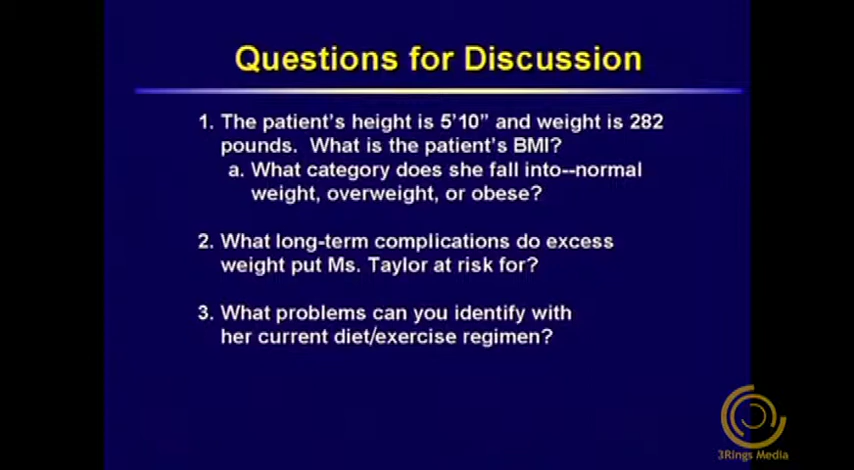 Questions for Discussion
1. The patient's height is 5'10" and weight is 282
pounds. What is the patient's BMI?
a. What category does she fall into--normal
weight, overweight, or obese?
2. What long-term complications do excess
weight put Ms. Taylor at risk for?
3. What problems can you identify with
her current diet/exercise regimen?
3Rings Media